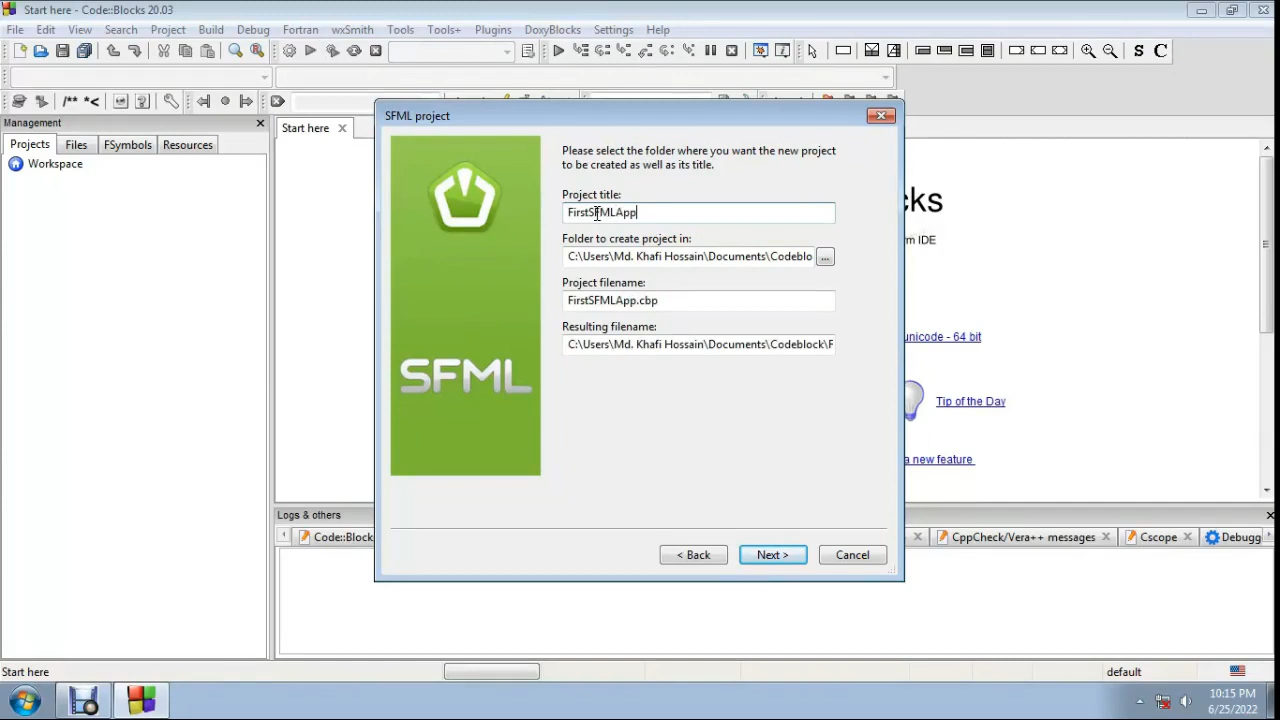 Start here - Code::Blocks 20.03
File Edit View Search Project Build Debug Fortran wxSmith Tools Tools+ Plugins DoxyBlocks Settings Help
S C
/** *<
Management
Projects Files FSymbols Resources
Workspace
Start here
SFML project
Please select the folder where you want the new project
to be created as well as its title.
Project title:
FirstSFMLApp
Folder to create project in:
C:\Users\Md. Khafi Hossain\Documents\Codeblo
...
Project filename:
FirstSFMLApp.cbp
Resulting filename:
C:\Users\Md. Khafi Hossain\Documents\Codeblock\F
SFML
< Back Next > Cancel
cks
rm IDE
unicode - 64 bit
Tip of the Day
a new feature
Logs & others
Code::Block CppCheck/Vera++ messages Cscope Debugg
Start here default
10:15 PM
6/25/2022